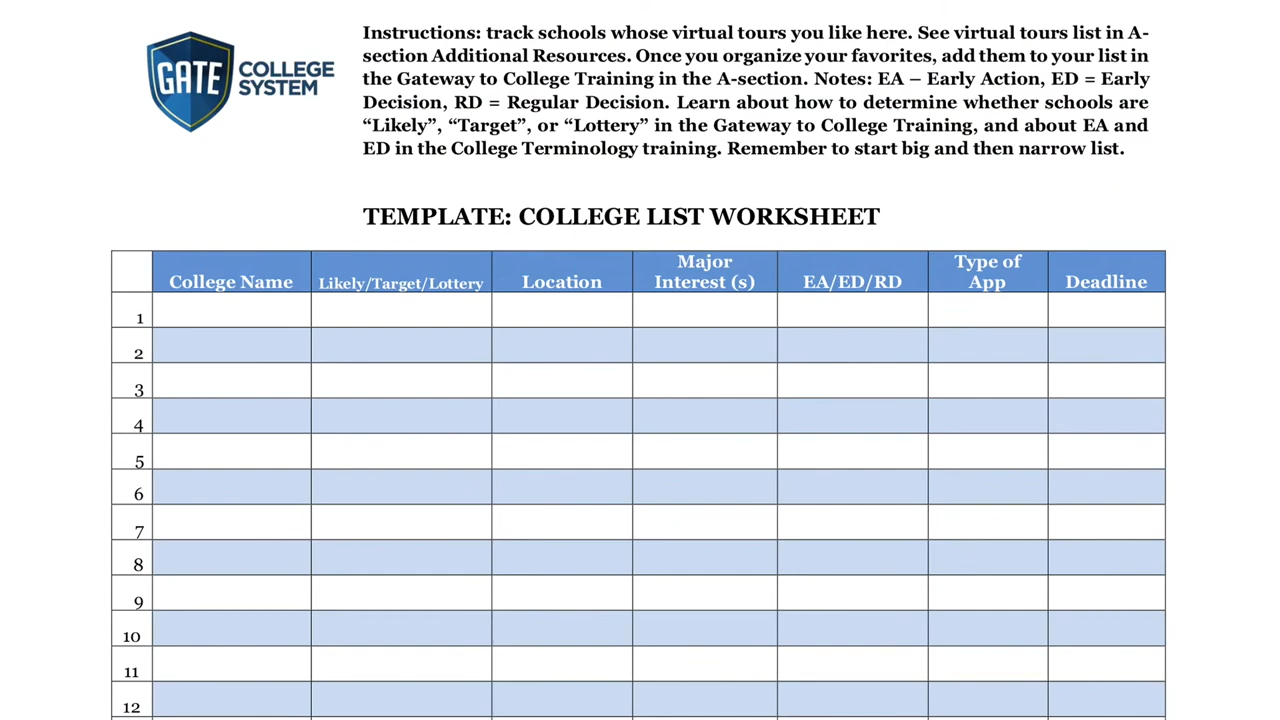 GATE
COLLEGE
SYSTEM
Instructions: track schools whose virtual tours you like here. See virtual tours list in A-
section Additional Resources. Once you organize your favorites, add them to your list in
the Gateway to College Training in the A-section. Notes: EA – Early Action, ED = Early
Decision, RD = Regular Decision. Learn about how to determine whether schools are
“Likely”, “Target”, or “Lottery” in the Gateway to College Training, and about EA and
ED in the College Terminology training. Remember to start big and then narrow list.
TEMPLATE: COLLEGE LIST WORKSHEET
College Name Likely/Target/Lottery Location Major Interest (s) EA/ED/RD Type of App Deadline
1
2
3
4
5
6
7
8
9
10
11
12